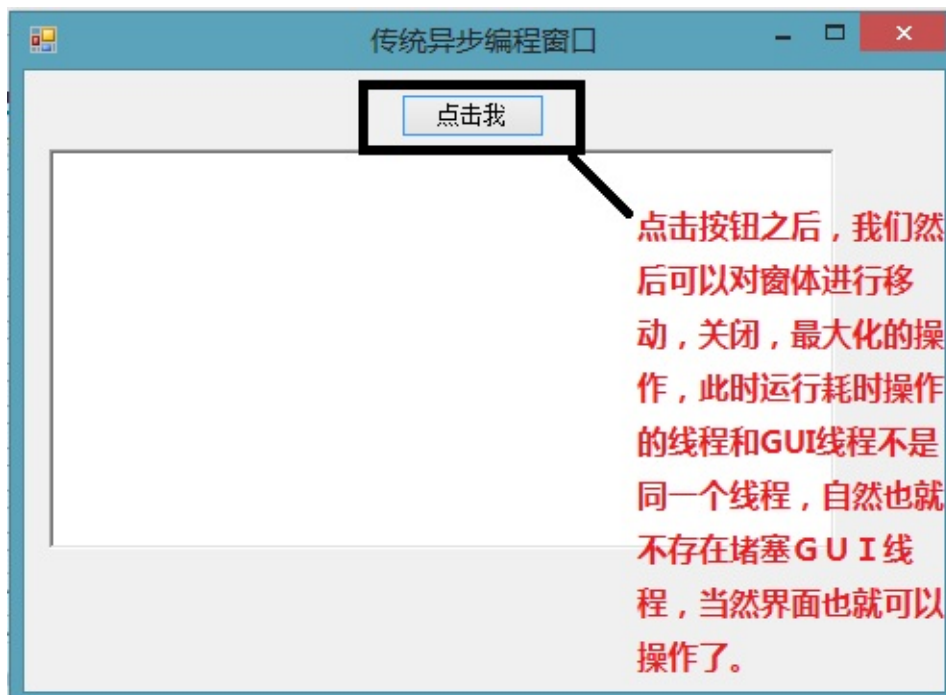 传统异步编程窗口
点击我
点击按钮之后，我们然
后可以对窗体进行移
动，关闭，最大化的操
作，此时运行耗时操作
的线程和GUI线程不是
同一个线程，自然也就
不存在堵塞ＧＵＩ线
程，当然界面也就可以
操作了。